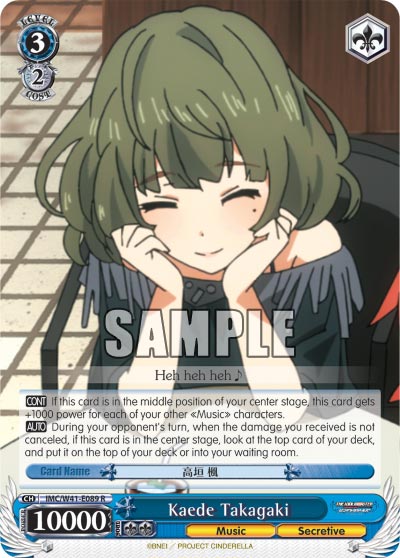 LEVEL
3
2
COST
SAMPLE
Heh heh heh♪
CONT If this card is in the middle position of your center stage, this card gets
+1000 power for each of your other «Music» characters.
AUTO During your opponent's turn, when the damage you received is not
canceled, if this card is in the center stage, look at the top card of your deck,
and put it on the top of your deck or into your waiting room.
Card Name 高垣 楓
CH IMC/W41-E089 R
POWER 10000 SOUL Kaede Takagaki
Music Secretive
©BNEI / PROJECT CINDERELLA